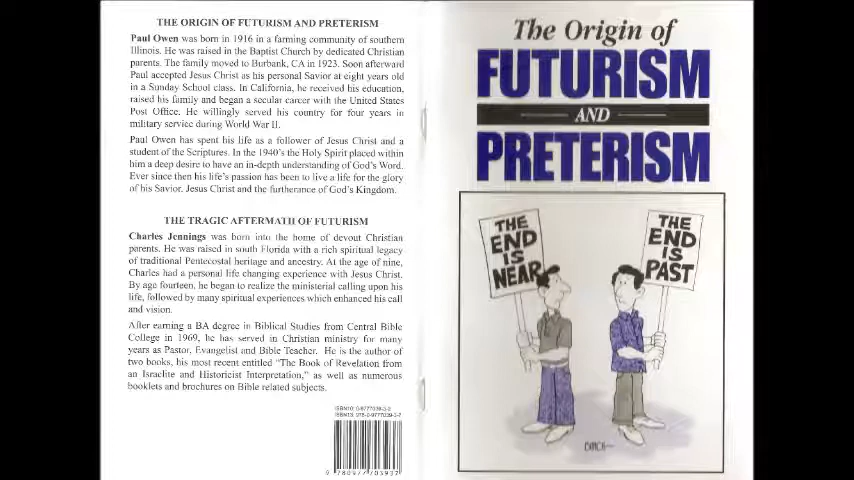 THE ORIGIN OF FUTURISM AND PRETERISM
Paul Owen was born in 1916 in a farming community of southern
Illinois. He was raised in the Baptist Church by dedicated Christian
parents. The family moved to Burbank, CA in 1923. Soon afterward
Paul accepted Jesus Christ as his personal Savior at eight years old
in a Sunday School class. In California, he received his education,
raised his family and began a secular career with the United States
Post Office. He willingly served his country for four years in
military service during World War II.
Paul Owen has spent his life as a follower of Jesus Christ and a
student of the Scriptures. In the 1940's the Holy Spirit placed within
him a deep desire to have an in-depth understanding of God's Word.
Ever since then his life's passion has been to live a life for the glory
of his Savior, Jesus Christ and the furtherance of God's Kingdom.
THE TRAGIC AFTERMATH OF FUTURISM
Charles Jennings was born into the home of devout Christian
parents. He was raised in south Florida with a rich spiritual legacy
of traditional Pentecostal heritage and ancestry. At the age of nine,
Charles had a personal life changing experience with Jesus Christ.
By age fourteen, he began to realize the ministerial calling upon his
life, followed by many spiritual experiences which enhanced his call
and vision.
After earning a BA degree in Biblical Studies from Central Bible
College in 1969, he has served in Christian ministry for many
years as Pastor, Evangelist and Bible Teacher. He is the author of
two books, his most recent entitled "The Book of Revelation from
an Israelite and Historicist Interpretation," as well as numerous
booklets and brochures on Bible related subjects.
The Origin of
FUTURISM
AND
PRETERISM
THE
END
IS
NEAR
THE
END
IS
PAST